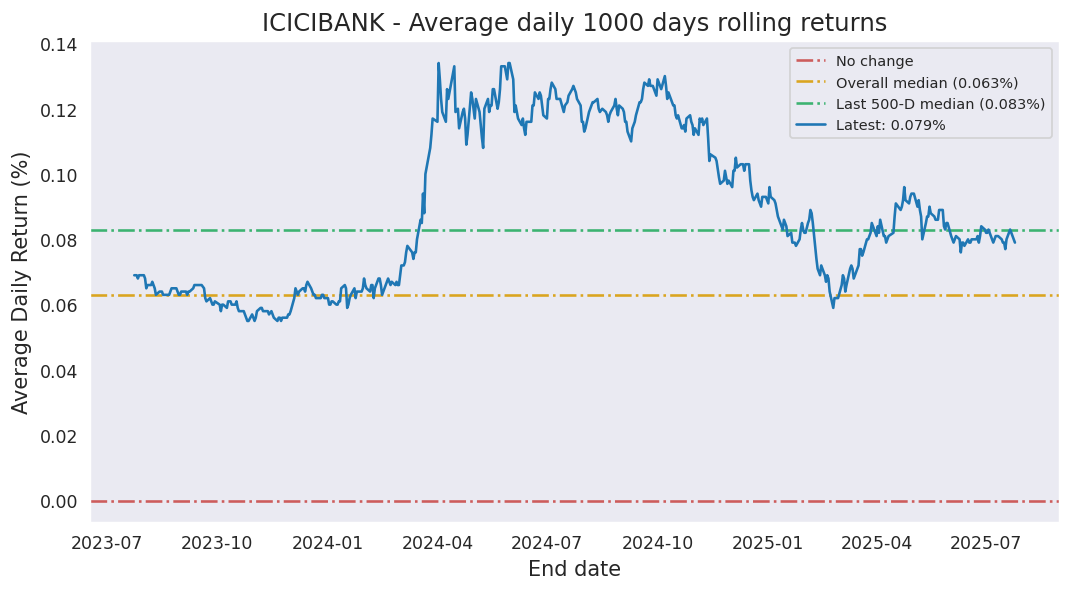 ICICIBANK - Average daily 1000 days rolling returns
Average Daily Return (%)
0.14
0.12
0.10
0.08
0.06
0.04
0.02
0.00
No change
Overall median (0.063%)
Last 500-D median (0.083%)
Latest: 0.079%
2023-07 2023-10 2024-01 2024-04 2024-07 2024-10 2025-01 2025-04 2025-07
End date